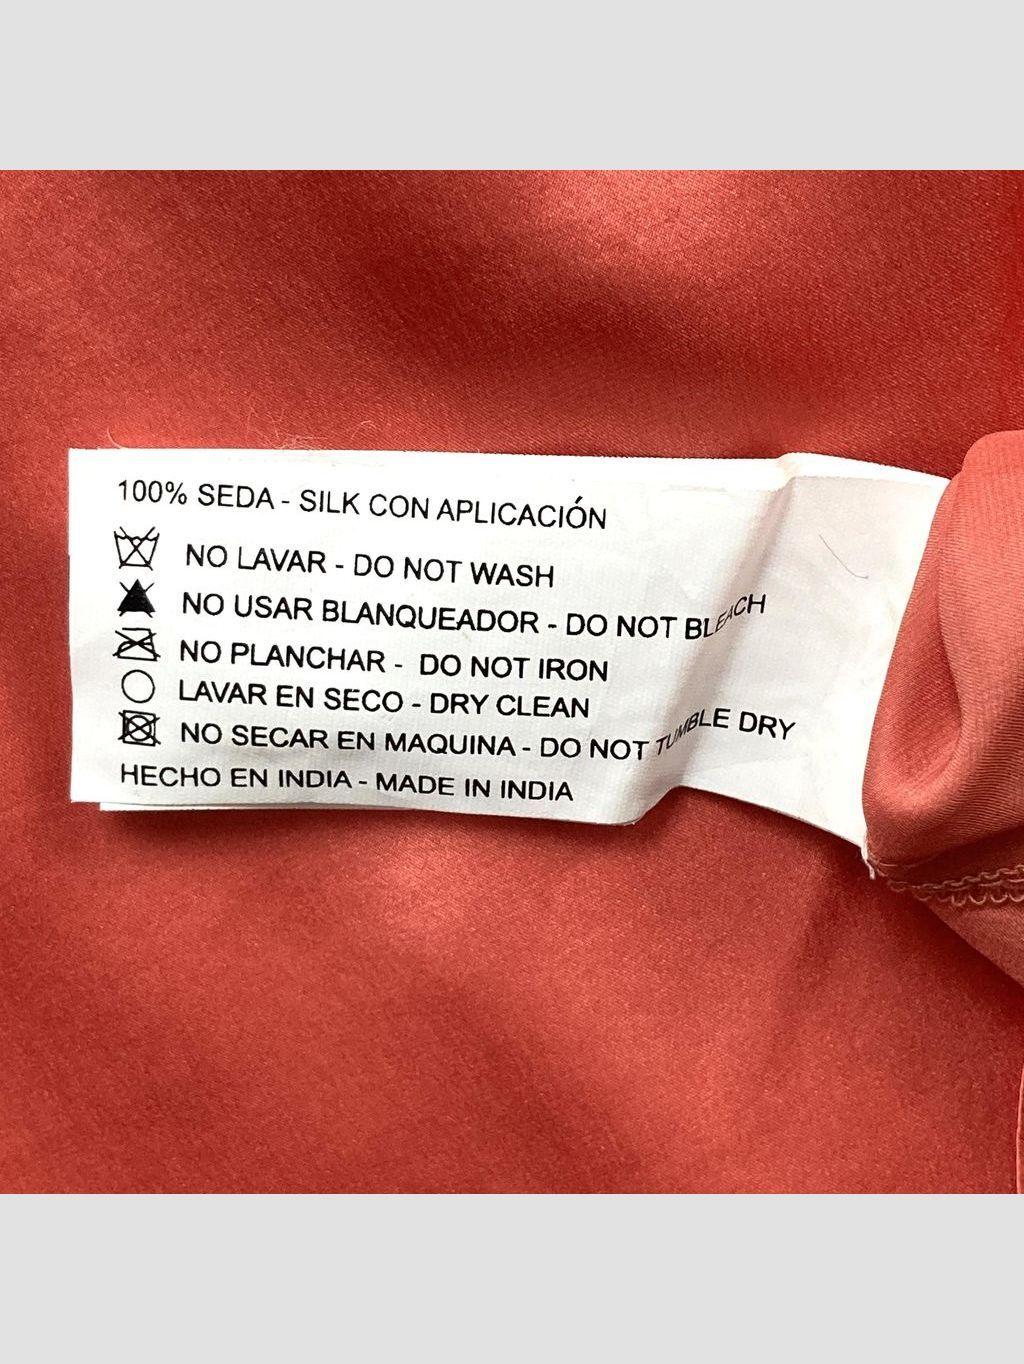 100% SEDA - SILK CON APLICACIÓN
NO LAVAR - DO NOT WASH
NO USAR BLANQUEADOR - DO NOT BLEACH
NO PLANCHAR - DO NOT IRON
LAVAR EN SECO - DRY CLEAN
NO SECAR EN MAQUINA - DO NOT TUMBLE DRY
HECHO EN INDIA - MADE IN INDIA